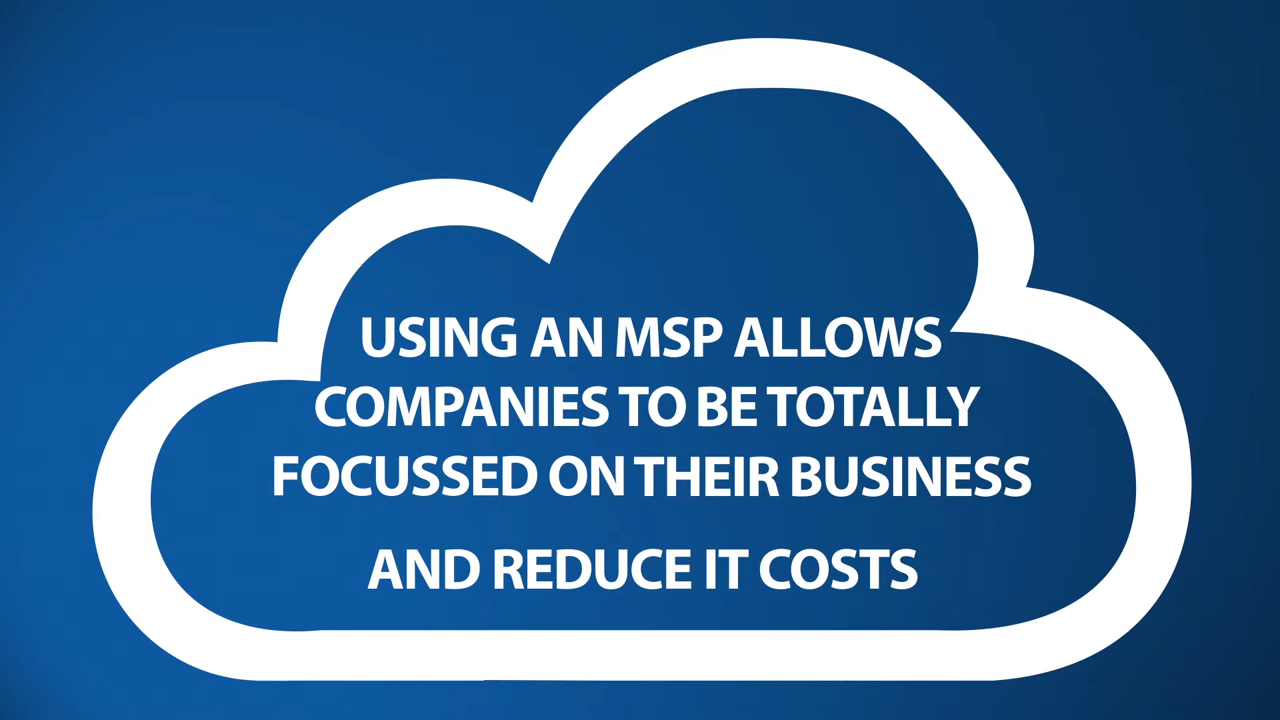 USING AN MSP ALLOWS
COMPANIES TO BE TOTALLY
FOCUSSED ON THEIR BUSINESS
AND REDUCE IT COSTS